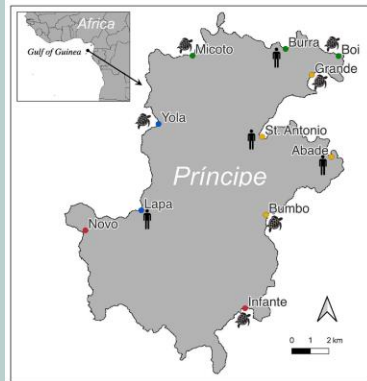 Africa
Gulf of Guinea
Micoto
Burra
Boi
Grande
Yola
St. Antonio
Abade
Príncipe
Lapa
Bumbo
Novo
Infante
0 1 2 km